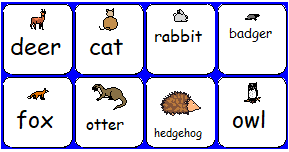 deer cat rabbit badger
fox otter hedgehog owl